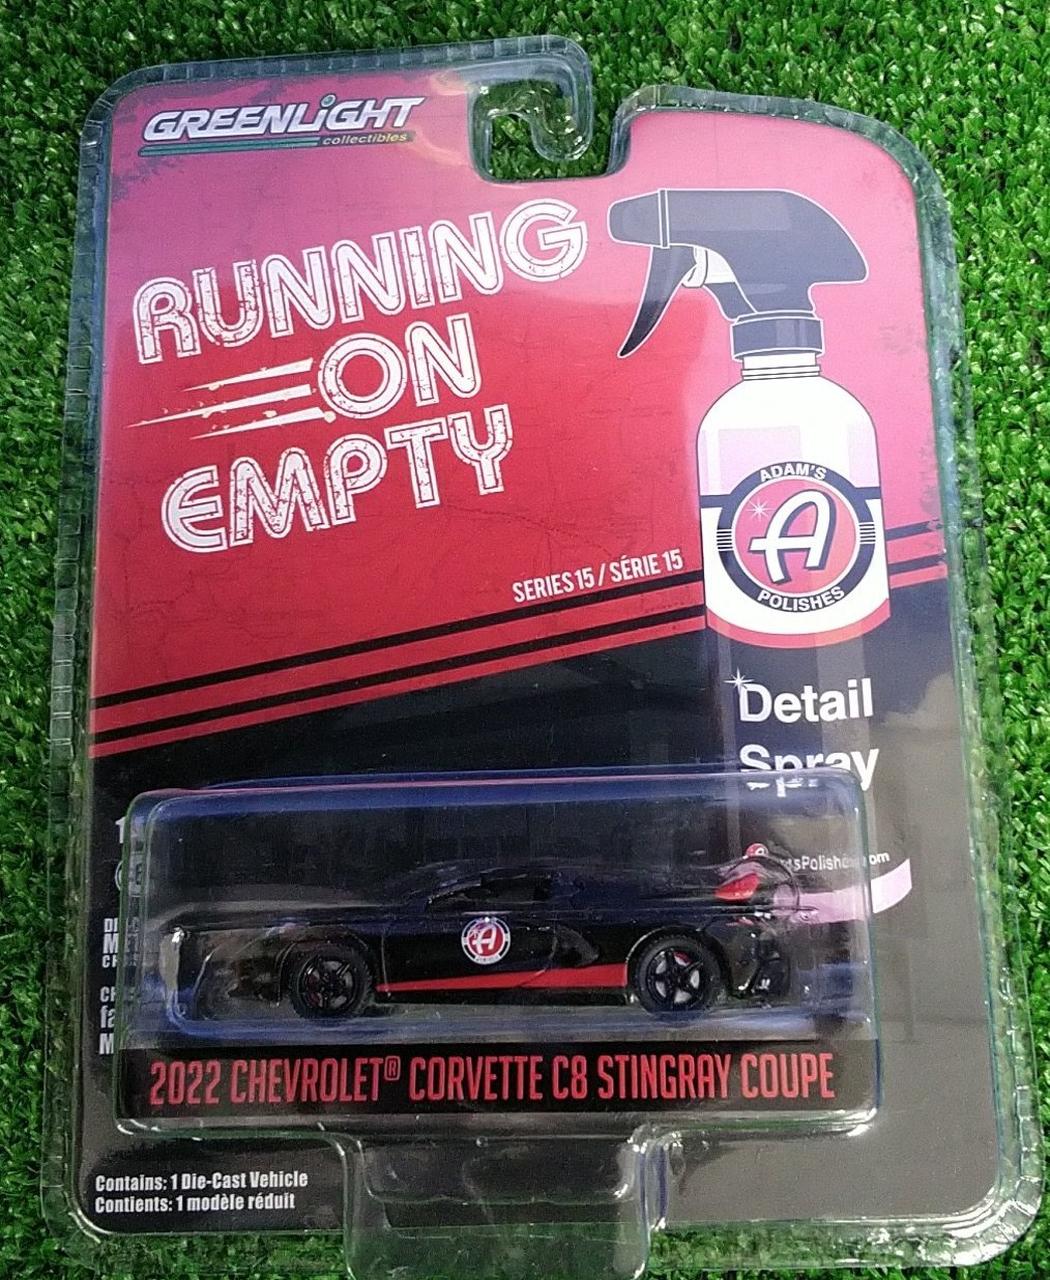 GREENLIGHT
collectibles
RUNNING
ON
EMPTY
SERIES 15 / SÉRIE 15
ADAM'S
A
POLISHES
Detail
Spray
A
2022 CHEVROLET® CORVETTE C8 STINGRAY COUPE
Contains: 1 Die-Cast Vehicle
Contient: 1 modèle réduit